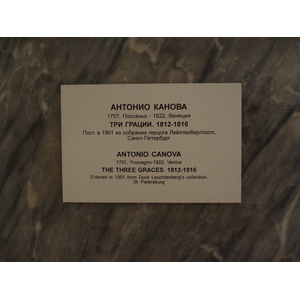 АНТОНИО КАНОВА
1757, Поссаньо - 1822, Венеция
ТРИ ГРАЦИИ. 1812-1816
Пост. в 1901 из собрания герцога Лейхтенбергского,
Санкт-Петербург
ANTONIO CANOVA
1757, Possagno-1822, Venice
THE THREE GRACES. 1812-1816
Entered in 1901 from Duck Leuchtenberg's collection,
St. Petersburg